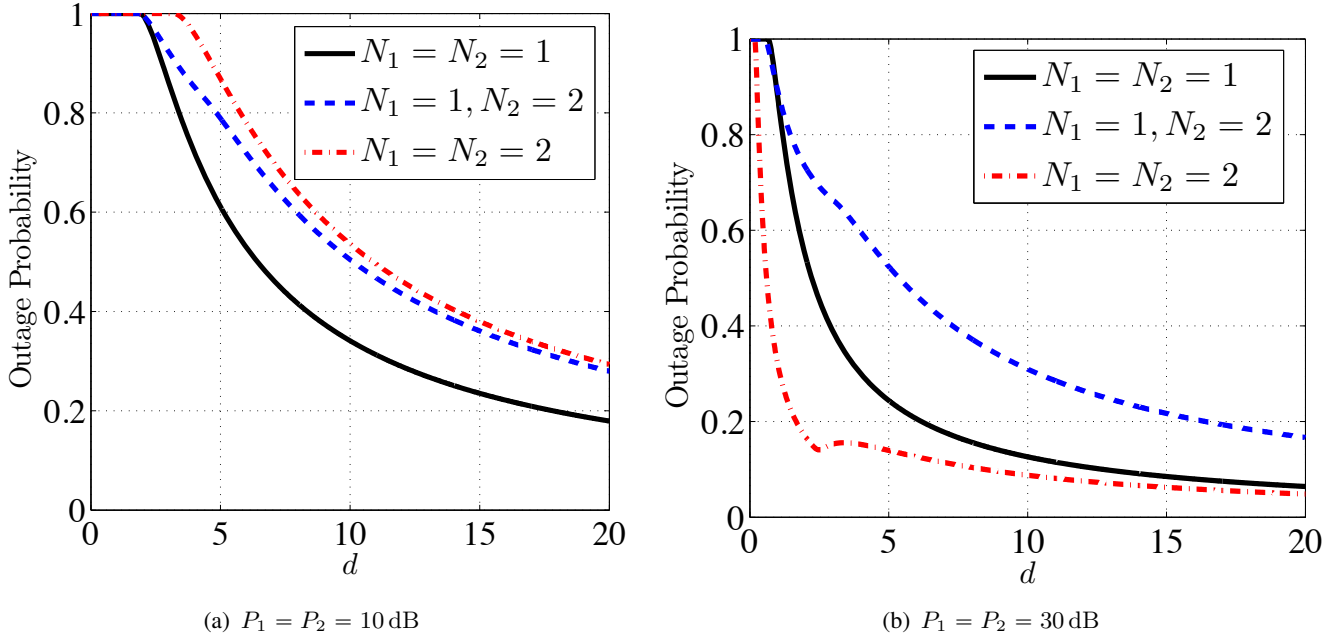 1
0.8
0.6
0.4
0.2
0
Outage Probability
N₁ = N₂ = 1
N₁ = 1, N₂ = 2
N₁ = N₂ = 2
0 5 10 15 20
d
(a) P₁ = P₂ = 10 dB
1
0.8
0.6
0.4
0.2
0
Outage Probability
N₁ = N₂ = 1
N₁ = 1, N₂ = 2
N₁ = N₂ = 2
0 5 10 15 20
d
(b) P₁ = P₂ = 30 dB